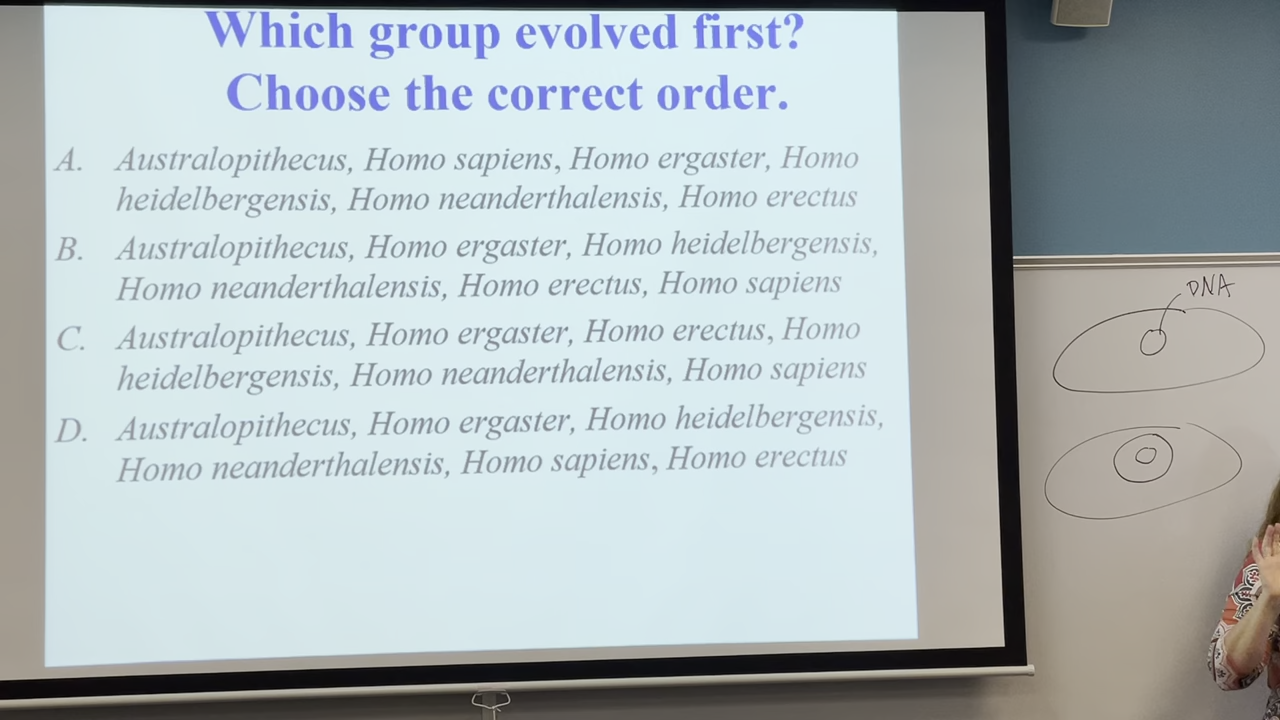 Which group evolved first?
Choose the correct order.
A. Australopithecus, Homo sapiens, Homo ergaster, Homo
heidelbergensis, Homo neanderthalensis, Homo erectus
B. Australopithecus, Homo ergaster, Homo heidelbergensis,
Homo neanderthalensis, Homo erectus, Homo sapiens
C. Australopithecus, Homo ergaster, Homo erectus, Homo
heidelbergensis, Homo neanderthalensis, Homo sapiens
D. Australopithecus, Homo ergaster, Homo heidelbergensis,
Homo neanderthalensis, Homo sapiens, Homo erectus
DNA